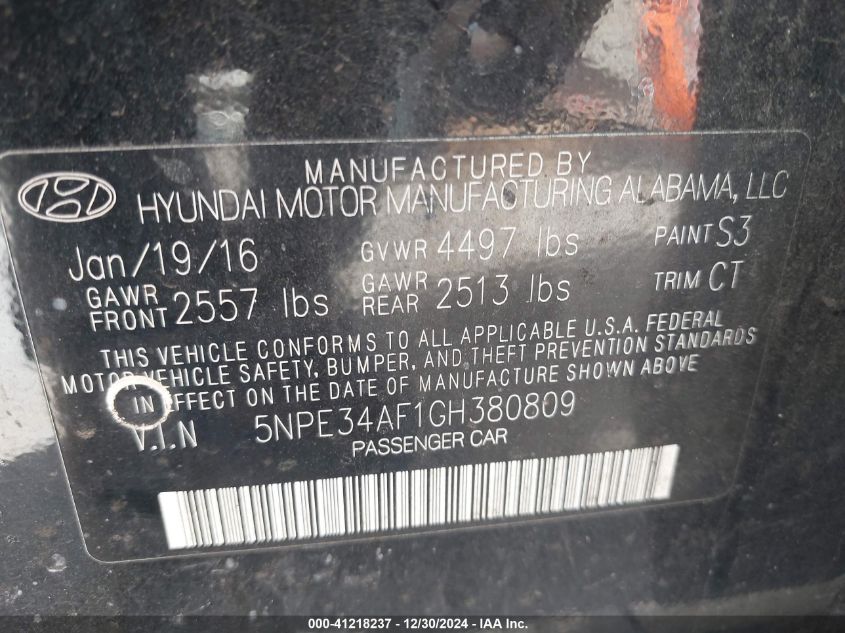 MANUFACTURED BY
HYUNDAI MOTOR MANUFACTURING ALABAMA, LLC
Jan/19/16 GVWR 4497 lbs PAINT S3
GAWR FRONT 2557 lbs GAWR REAR 2513 lbs TRIM CT
THIS VEHICLE CONFORMS TO ALL APPLICABLE U.S.A. FEDERAL
MOTOR VEHICLE SAFETY, BUMPER, AND THEFT PREVENTION STANDARDS
IN EFFECT ON THE DATE OF MANUFACTURE SHOWN ABOVE
V.I.N 5NPE34AF1GH380809
PASSENGER CAR
000-41218237 - 12/30/2024 - IAA Inc.